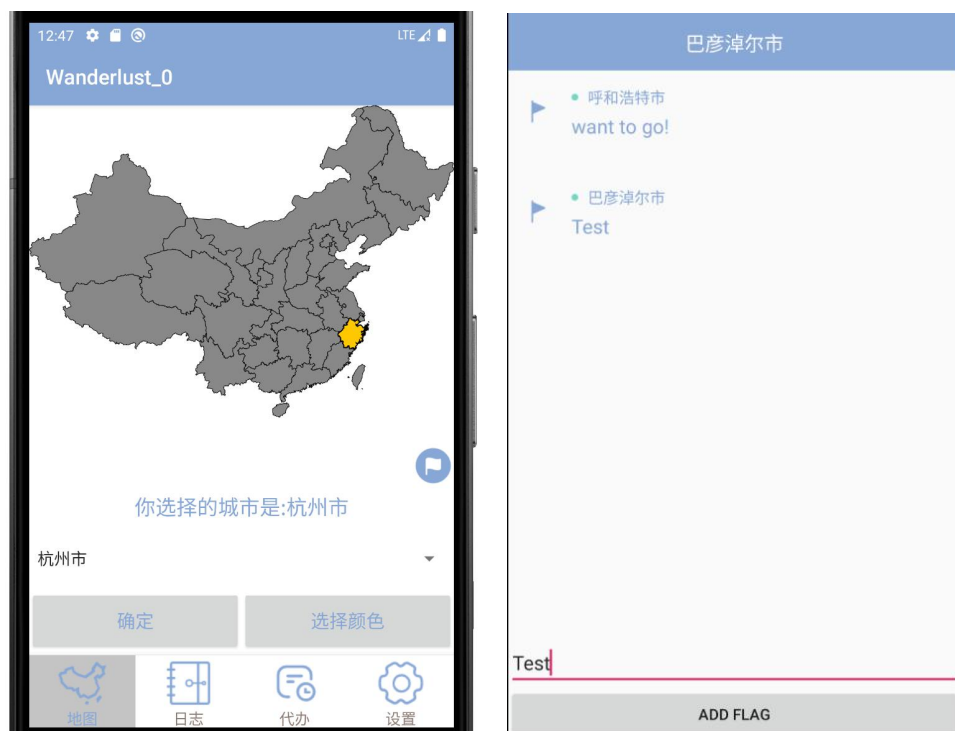 12:47
LTE
Wanderlust_0
你选择的城市是:杭州市
杭州市
确定
选择颜色
地图
日志
代办
设置
巴彦淖尔市
呼和浩特市
want to go!
巴彦淖尔市
Test
Test
ADD FLAG